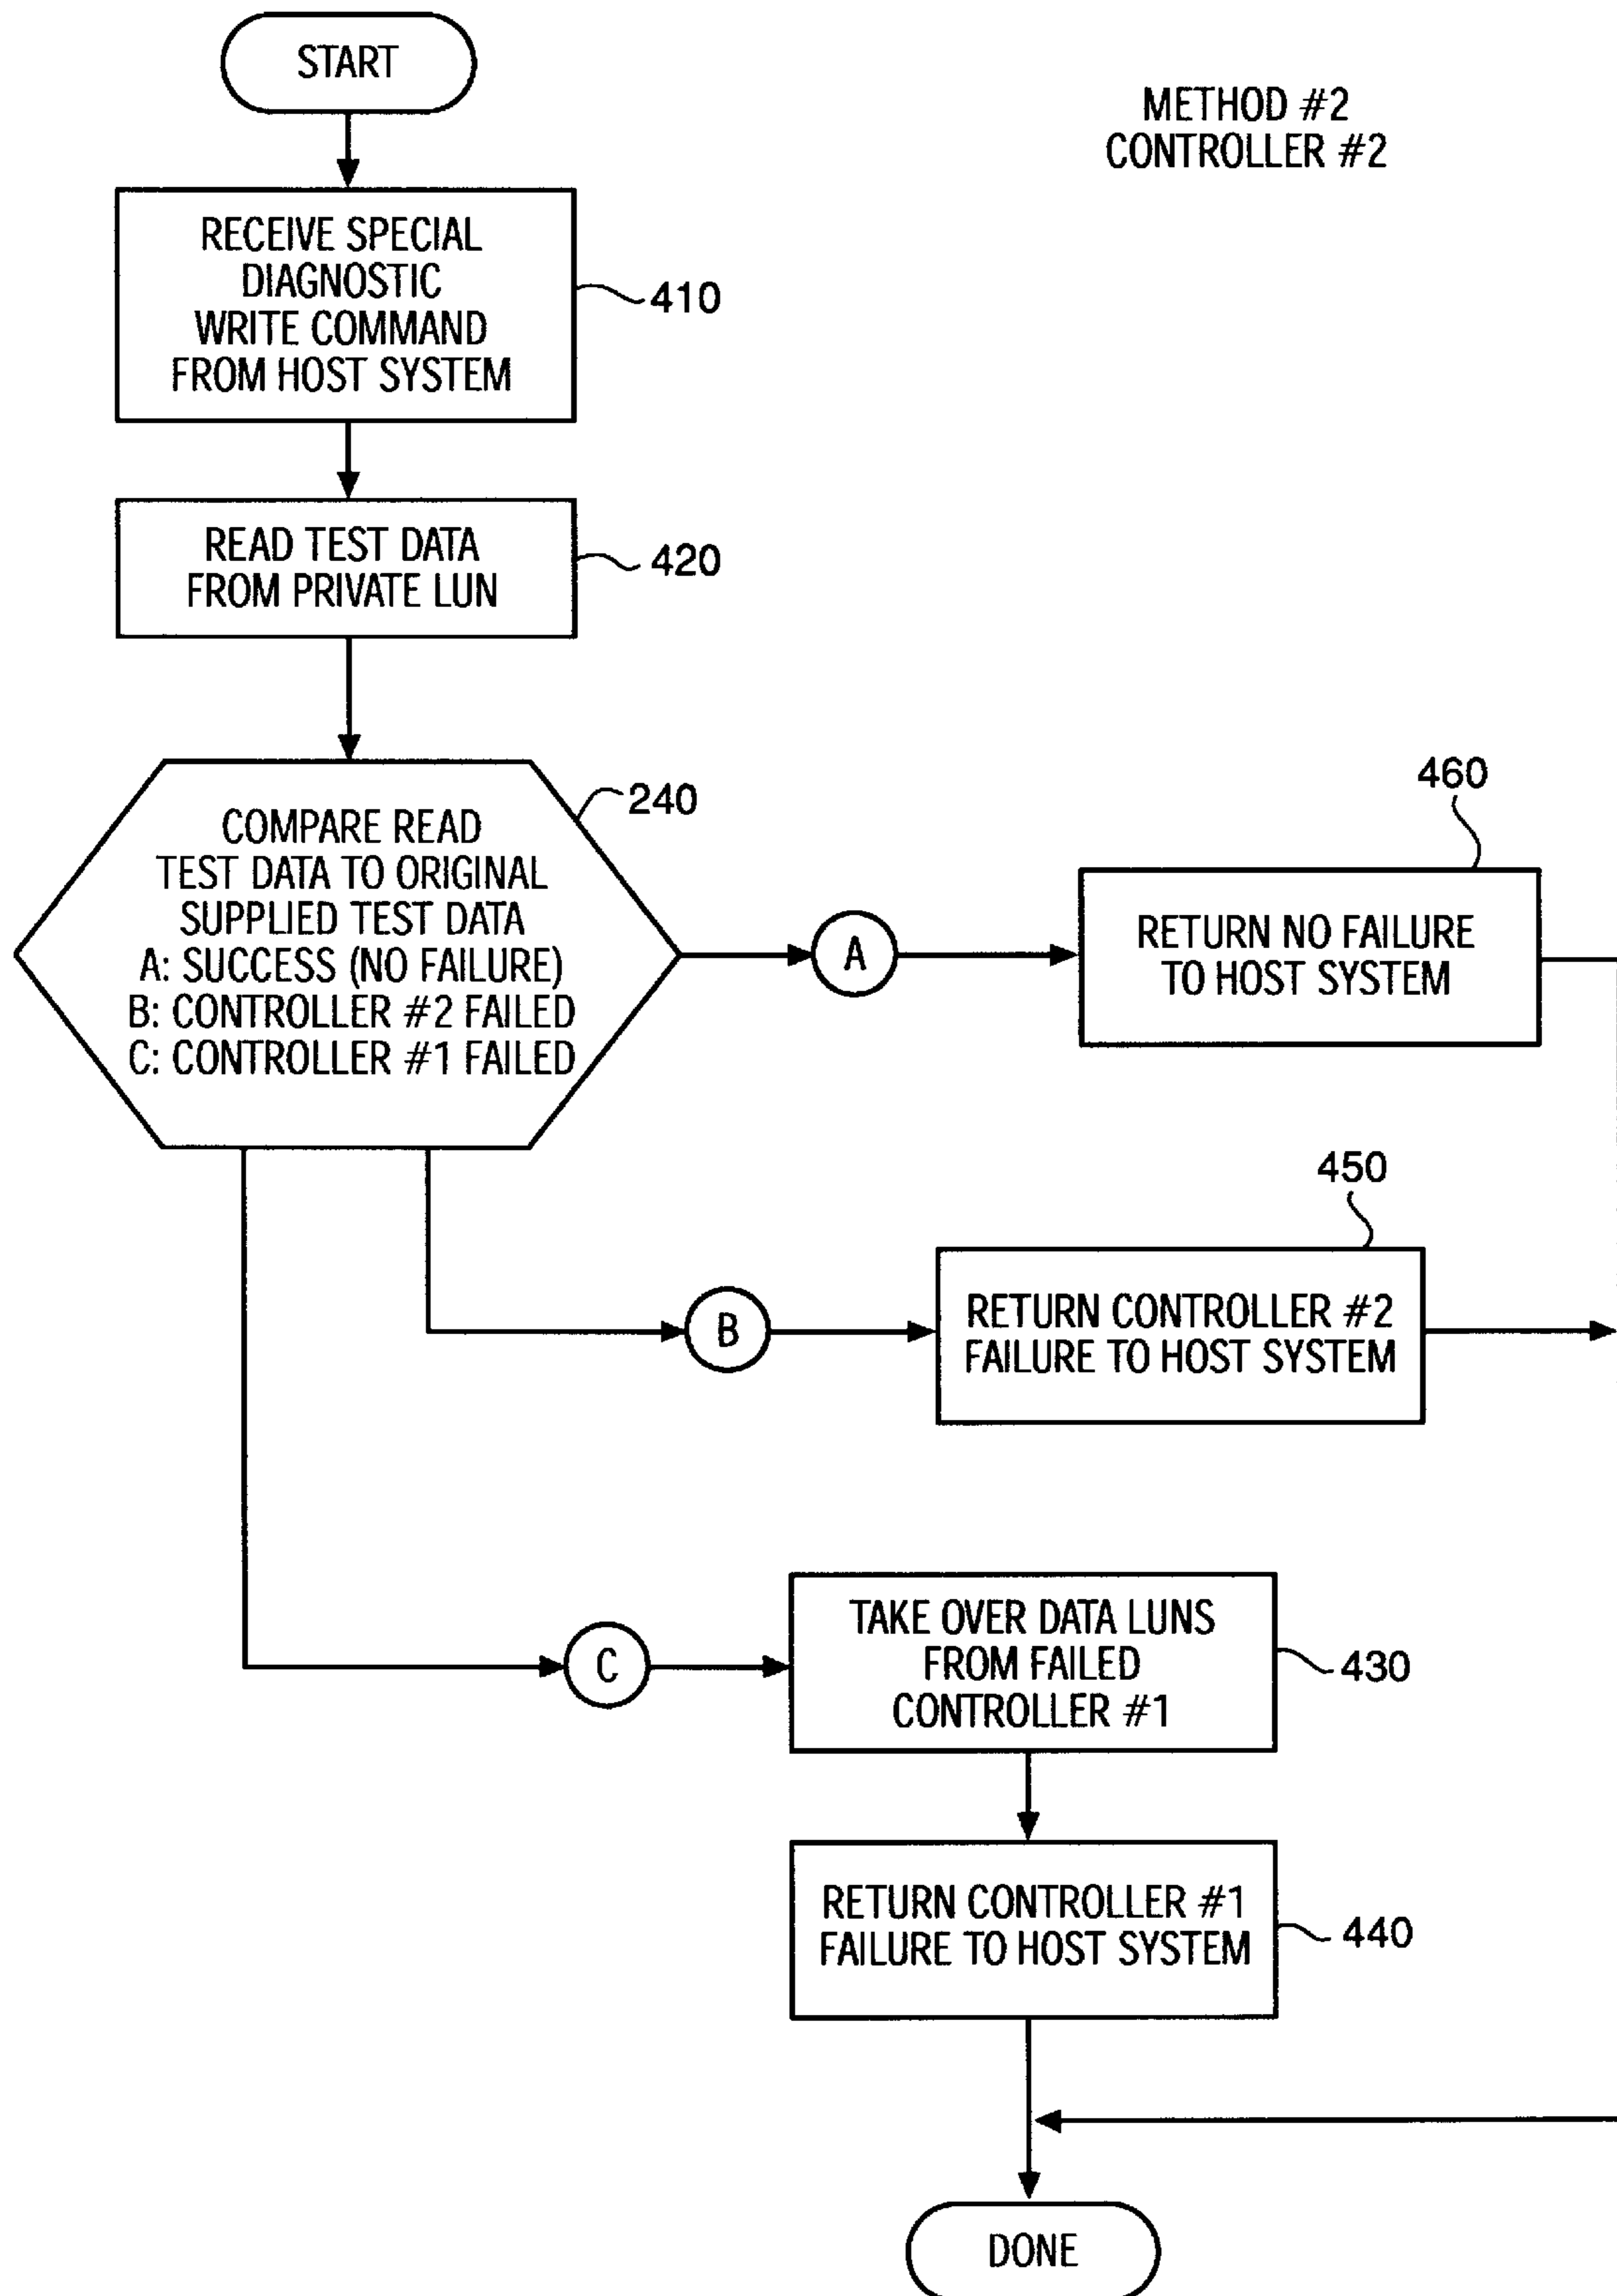 START
METHOD #2
CONTROLLER #2
RECEIVE SPECIAL
DIAGNOSTIC
WRITE COMMAND
FROM HOST SYSTEM
410
READ TEST DATA
FROM PRIVATE LUN
420
COMPARE READ
TEST DATA TO ORIGINAL
SUPPLIED TEST DATA
A: SUCCESS (NO FAILURE)
B: CONTROLLER #2 FAILED
C: CONTROLLER #1 FAILED
240
A
460
RETURN NO FAILURE
TO HOST SYSTEM
B
450
RETURN CONTROLLER #2
FAILURE TO HOST SYSTEM
C
TAKE OVER DATA LUNS
FROM FAILED
CONTROLLER #1
430
RETURN CONTROLLER #1
FAILURE TO HOST SYSTEM
440
DONE